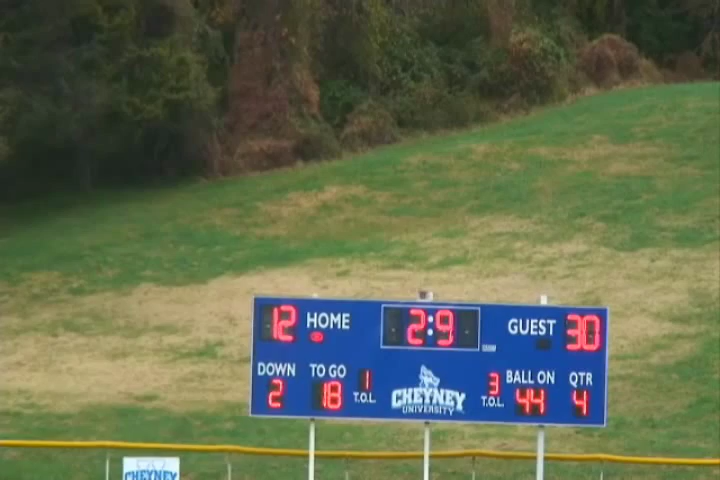 12 HOME 2:9 GUEST 30
DOWN TO GO 1 3 BALL ON QTR
2 18 T.O.L. CHEYNEY T.O.L. 44 4
UNIVERSITY
CHEYNEY